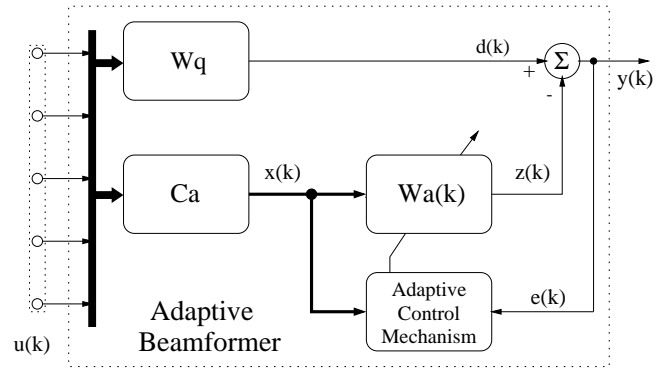 Wq
d(k)
Σ
+
-
y(k)
Ca
x(k)
Wa(k)
z(k)
Adaptive
Control
Mechanism
e(k)
Adaptive
Beamformer
u(k)